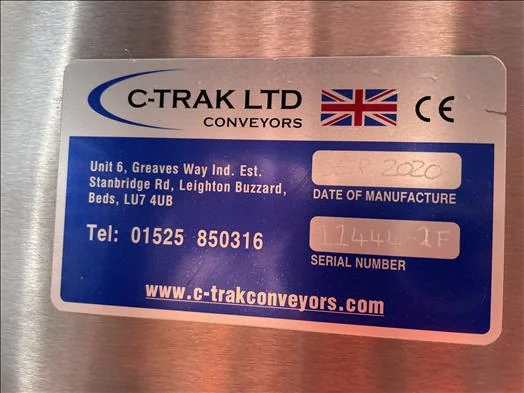 C-TRAK LTD
CONVEYORS
CE
Unit 6, Greaves Way Ind. Est.
Stanbridge Rd, Leighton Buzzard,
Beds, LU7 4UB
Tel: 01525 850316
SEP 2020
DATE OF MANUFACTURE
11444-1F
SERIAL NUMBER
www.c-trakconveyors.com